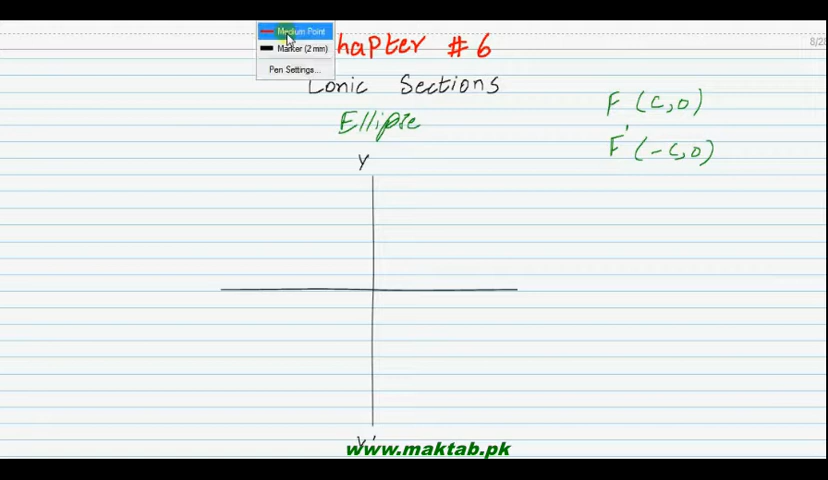 Medium Point
Marker (2 mm)
Pen Settings...
hapter # 6
Conic Sections
Ellipse
F (C,0)
F' (-C,0)
Y
Y'
www.maktab.pk